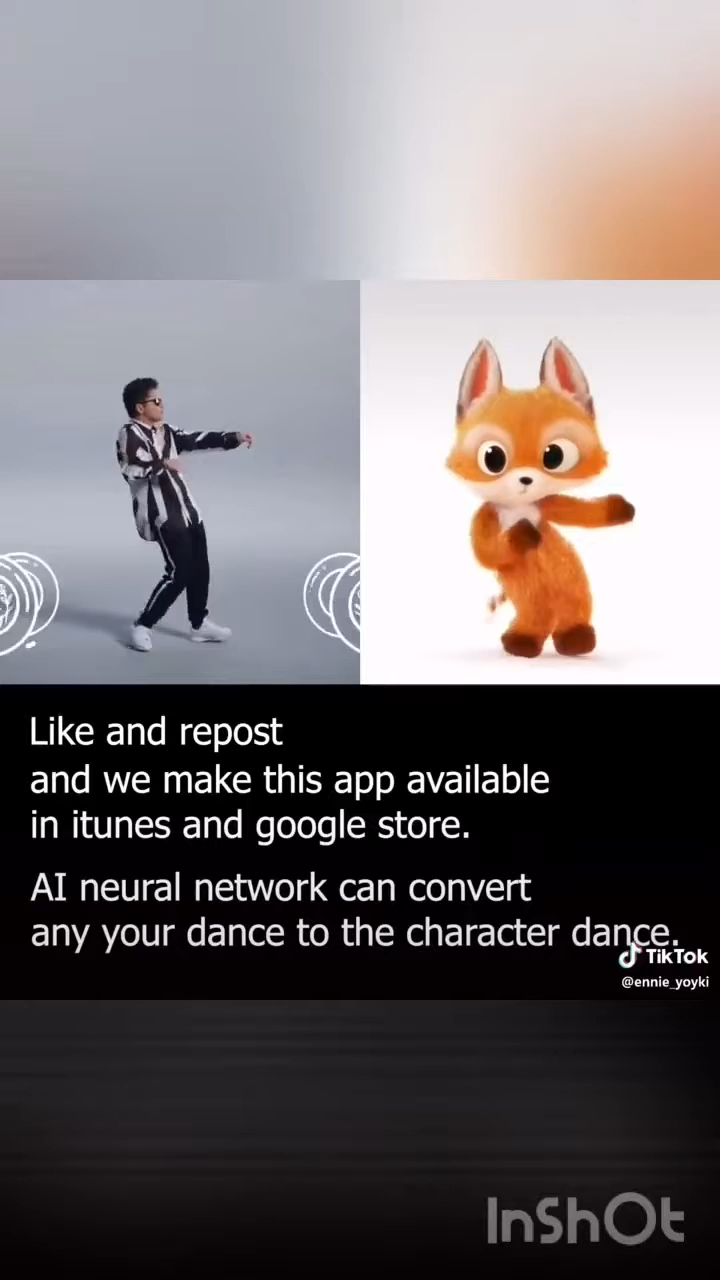 Like and repost
and we make this app available
in itunes and google store.
AI neural network can convert
any your dance to the character dance.
TikTok
@ennie_yoyki
InShOt